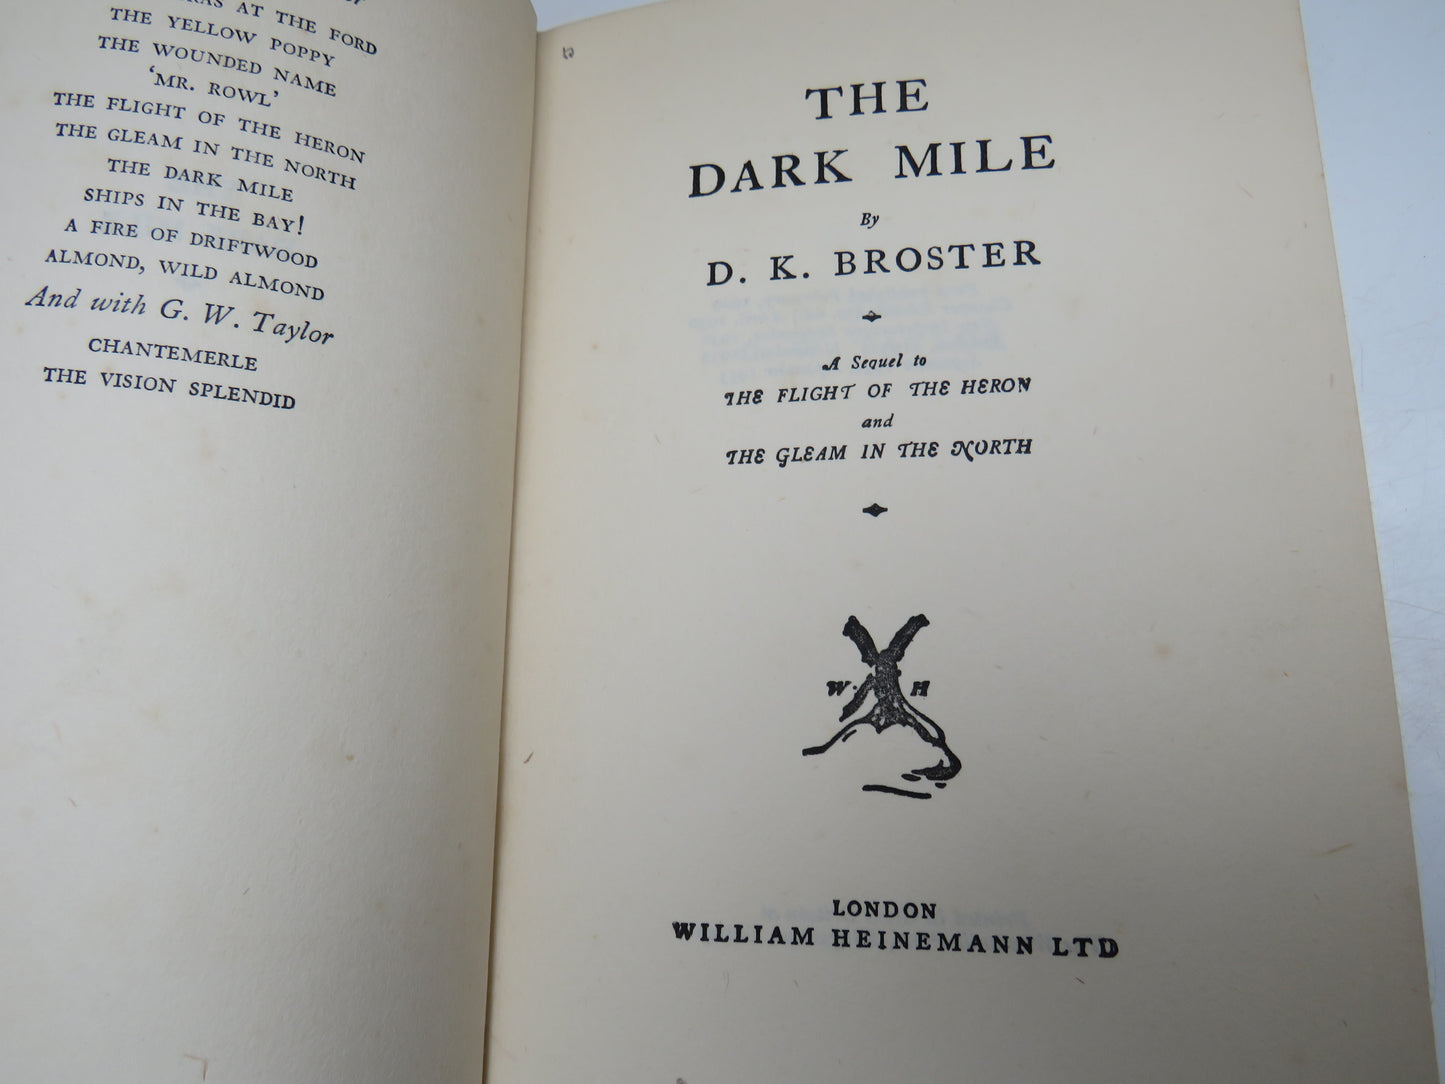 AT THE FORD
THE YELLOW POPPY
THE WOUNDED NAME
'MR. ROWL'
THE FLIGHT OF THE HERON
THE GLEAM IN THE NORTH
THE DARK MILE
SHIPS IN THE BAY!
A FIRE OF DRIFTWOOD
ALMOND, WILD ALMOND
And with G. W. Taylor
CHANTEMERLE
THE VISION SPLENDID
THE
DARK MILE
By
D. K. BROSTER
A Sequel to
THE FLIGHT OF THE HERON
and
THE GLEAM IN THE NORTH
W. H
LONDON
WILLIAM HEINEMANN LTD